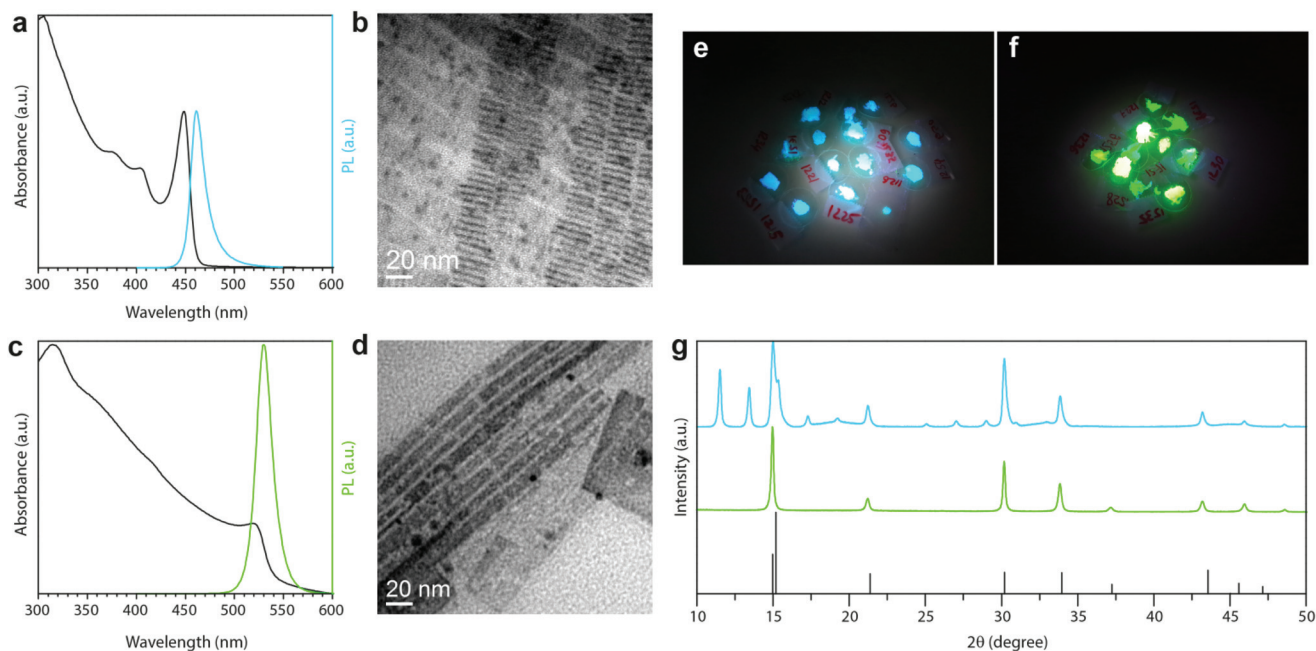 a
Absorbance (a.u.)
PL (a.u.)
300 350 400 450 500 550 600
Wavelength (nm)
b
20 nm
c
Absorbance (a.u.)
PL (a.u.)
300 350 400 450 500 550 600
Wavelength (nm)
d
20 nm
e
1221
1225
f
g
Intensity (a.u.)
10 15 20 25 30 35 40 45 50
2θ (degree)